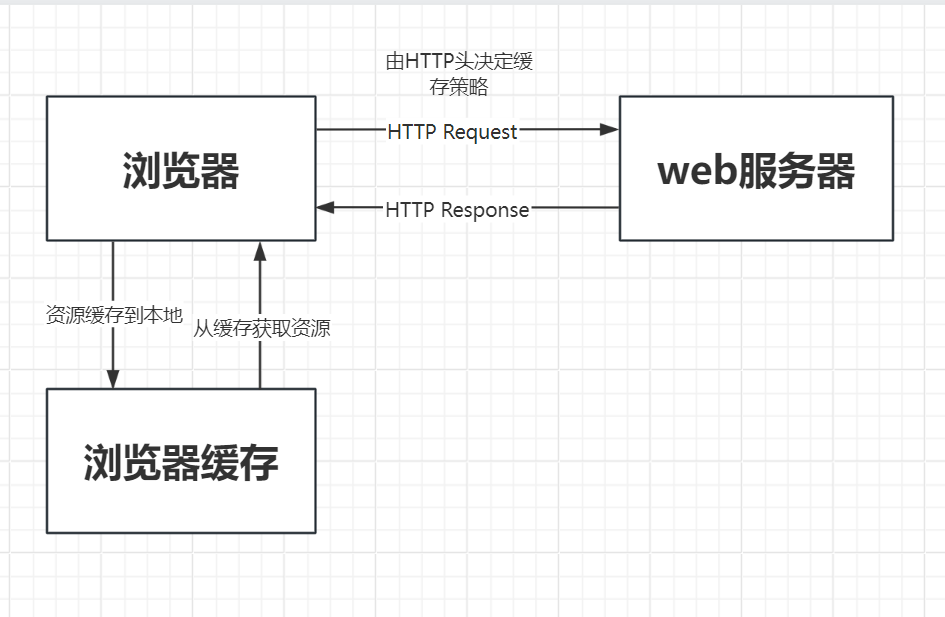 由HTTP头决定缓
存策略
HTTP Request
浏览器
web服务器
HTTP Response
资源缓存到本地
从缓存获取资源
浏览器缓存